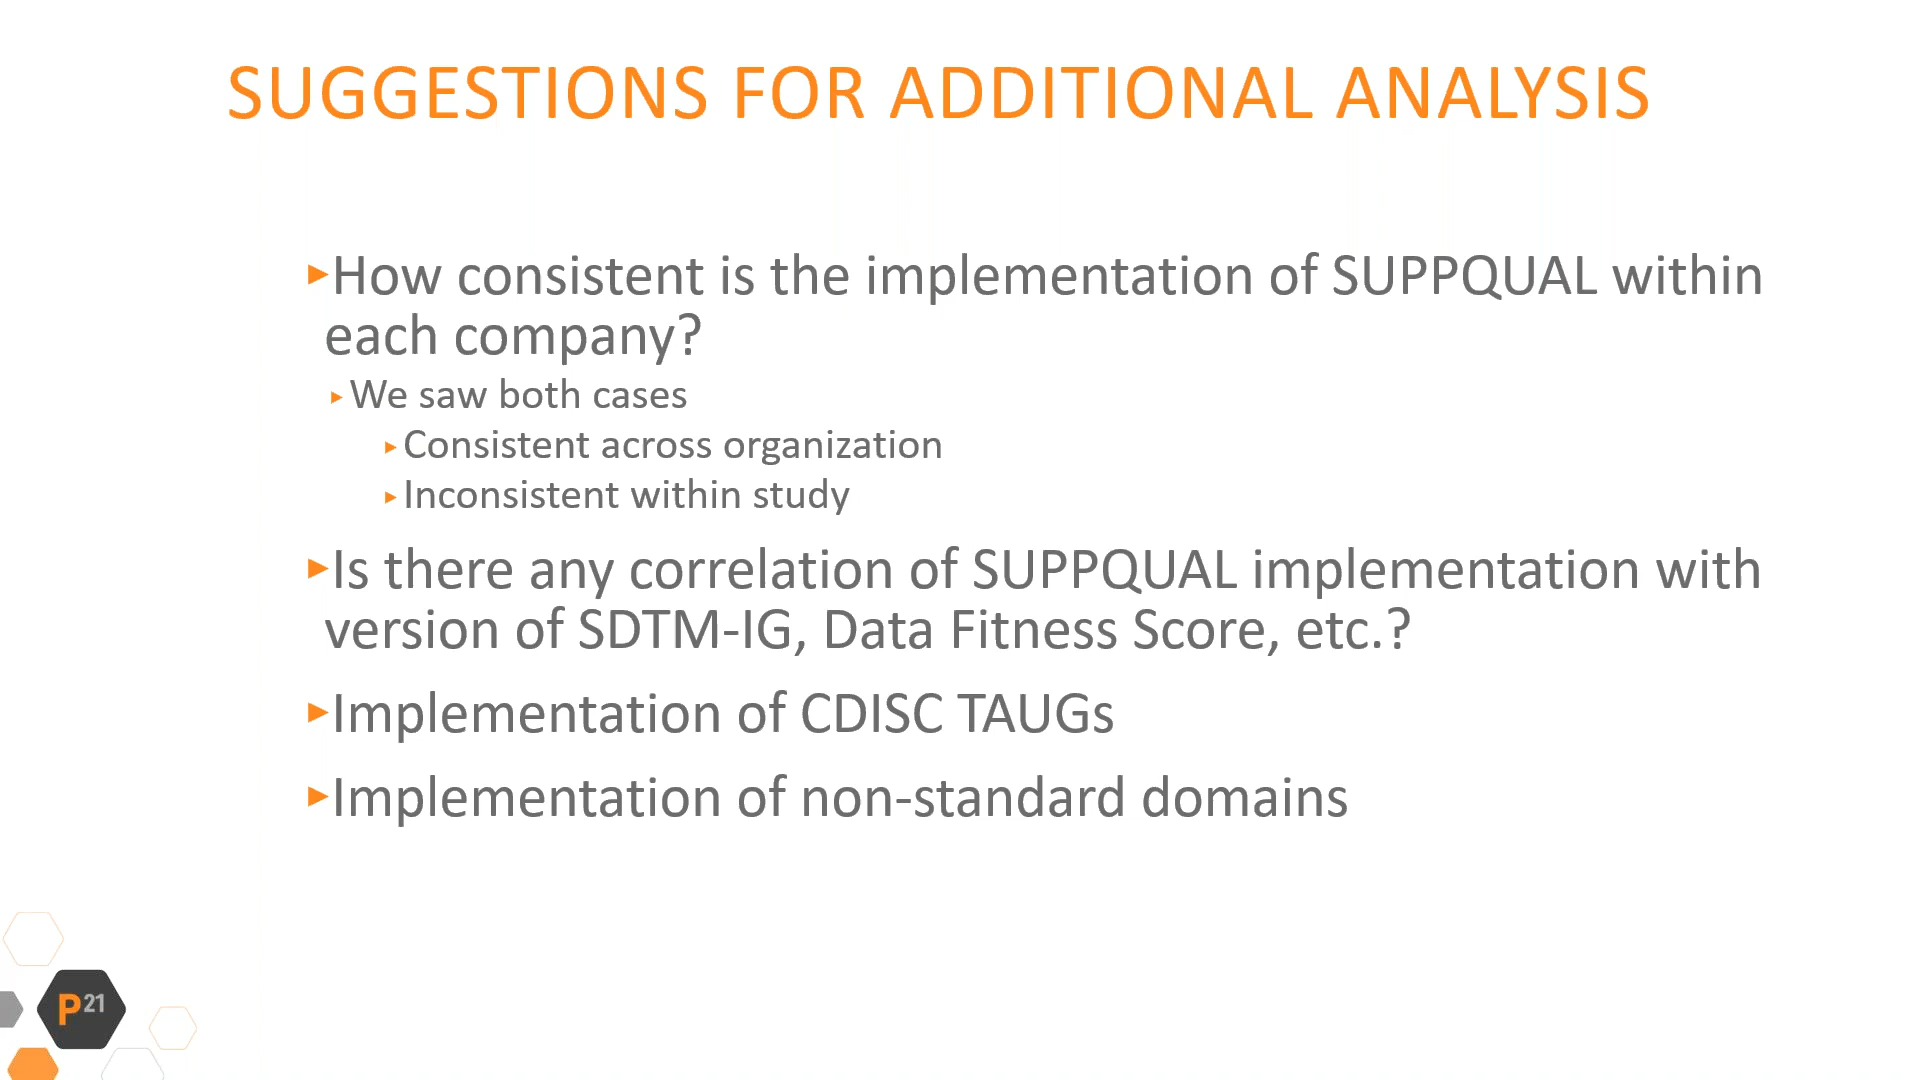 SUGGESTIONS FOR ADDITIONAL ANALYSIS
How consistent is the implementation of SUPPQUAL within
each company?
We saw both cases
Consistent across organization
Inconsistent within study
Is there any correlation of SUPPQUAL implementation with
version of SDTM-IG, Data Fitness Score, etc.?
Implementation of CDISC TAUGs
Implementation of non-standard domains
P21